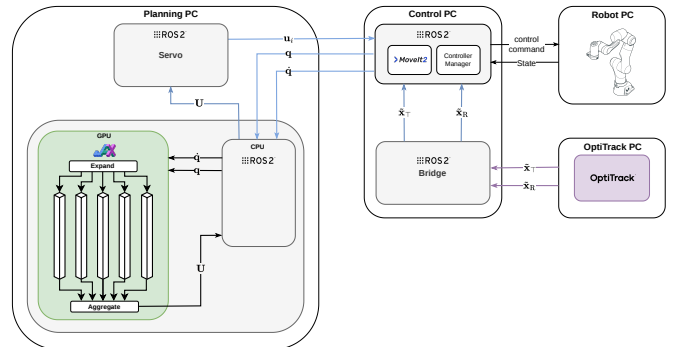 Planning PC
ROS2
Servo
u_t
q
q̇
U
GPU
JAX
Expand
Aggregate
q̇
q
U
CPU
ROS2
Control PC
ROS2
MoveIt2
Controller
Manager
x̃_T
x̃_R
ROS2
Bridge
control
command
State
Robot PC
x̃_T
x̃_R
OptiTrack PC
OptiTrack